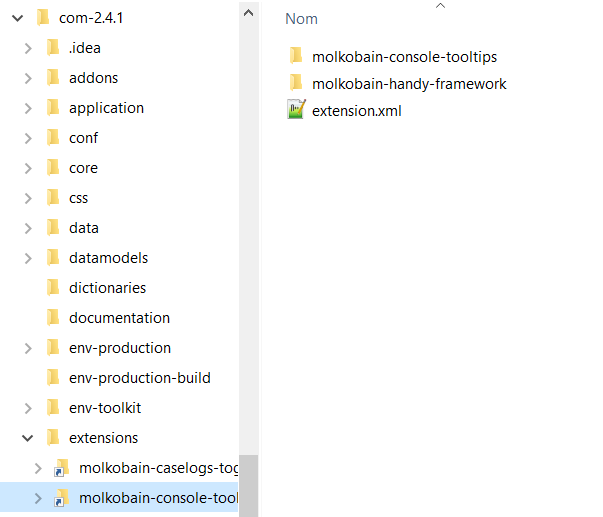 com-2.4.1
.idea
addons
application
conf
core
css
data
datamodels
dictionaries
documentation
env-production
env-production-build
env-toolkit
extensions
molkobain-caselogs-tog
molkobain-console-tool
Nom
molkobain-console-tooltips
molkobain-handy-framework
extension.xml